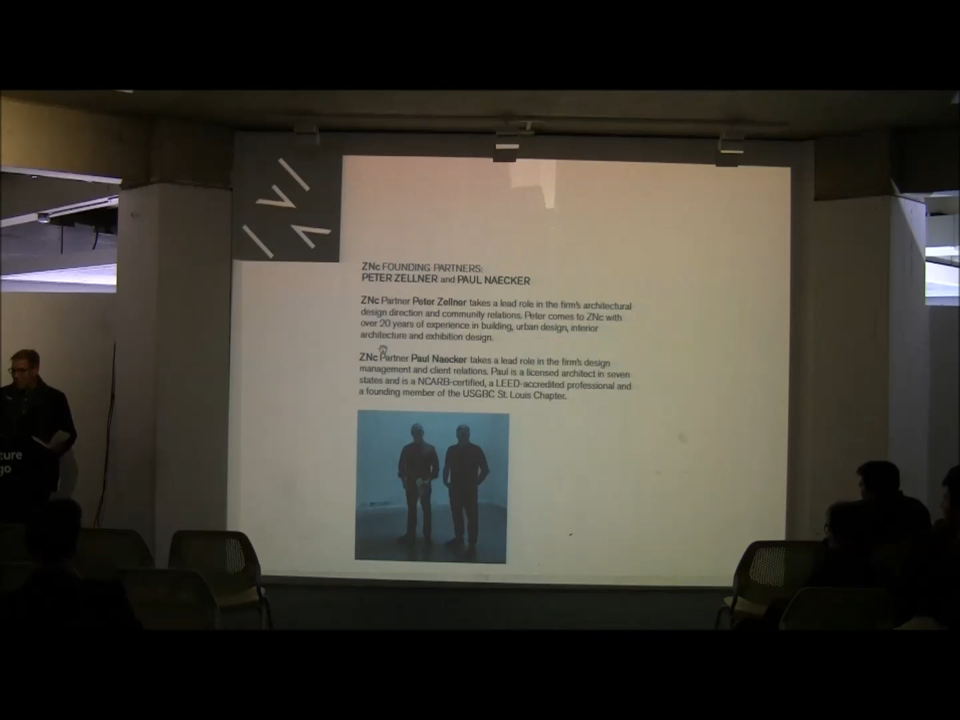 ZNc FOUNDING PARTNERS:
PETER ZELLNER and PAUL NAECKER
ZNc Partner Peter Zellner takes a lead role in the firm's architectural
design direction and community relations. Peter comes to ZNc with
over 20 years of experience in building, urban design, interior
architecture and exhibition design.
ZNc Partner Paul Naecker takes a lead role in the firm's design
management and client relations. Paul is a licensed architect in seven
states and is a NCARB-certified, a LEED-accredited professional and
a founding member of the USGBC St. Louis Chapter.
cture
go